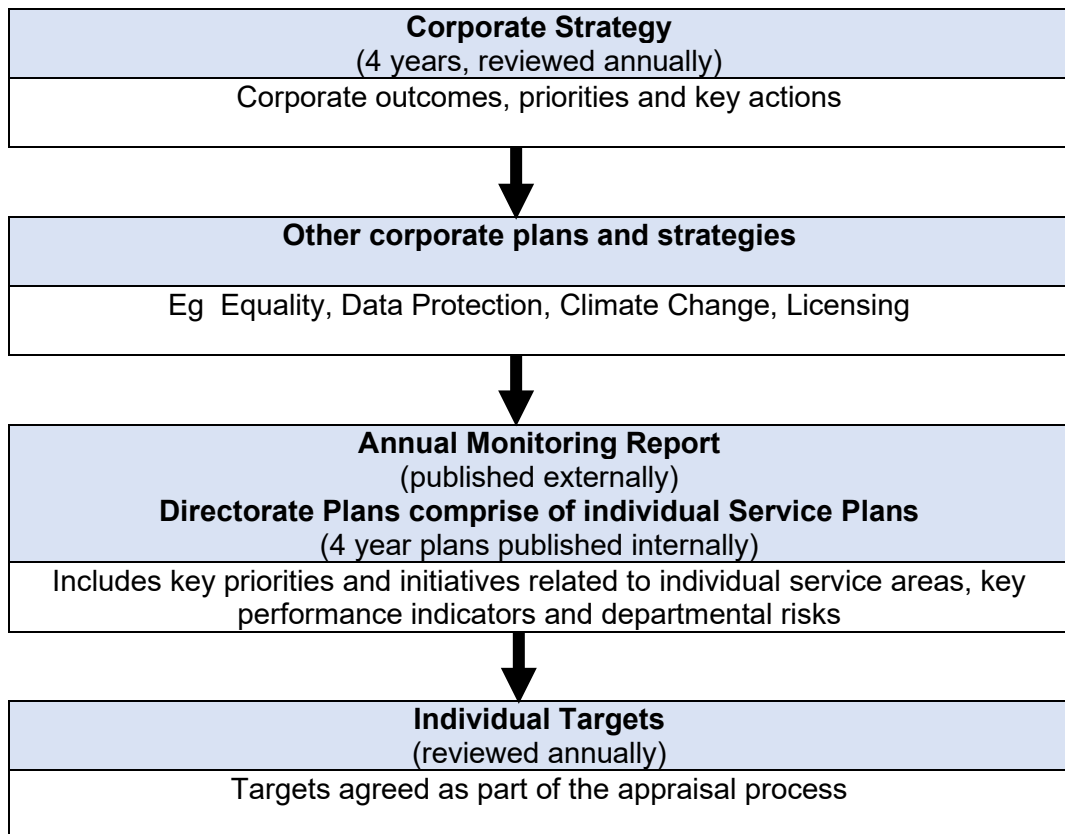 Corporate Strategy
(4 years, reviewed annually)
Corporate outcomes, priorities and key actions
Other corporate plans and strategies
Eg  Equality, Data Protection, Climate Change, Licensing
Annual Monitoring Report
(published externally)
Directorate Plans comprise of individual Service Plans
(4 year plans published internally)
Includes key priorities and initiatives related to individual service areas, key
performance indicators and departmental risks
Individual Targets
(reviewed annually)
Targets agreed as part of the appraisal process